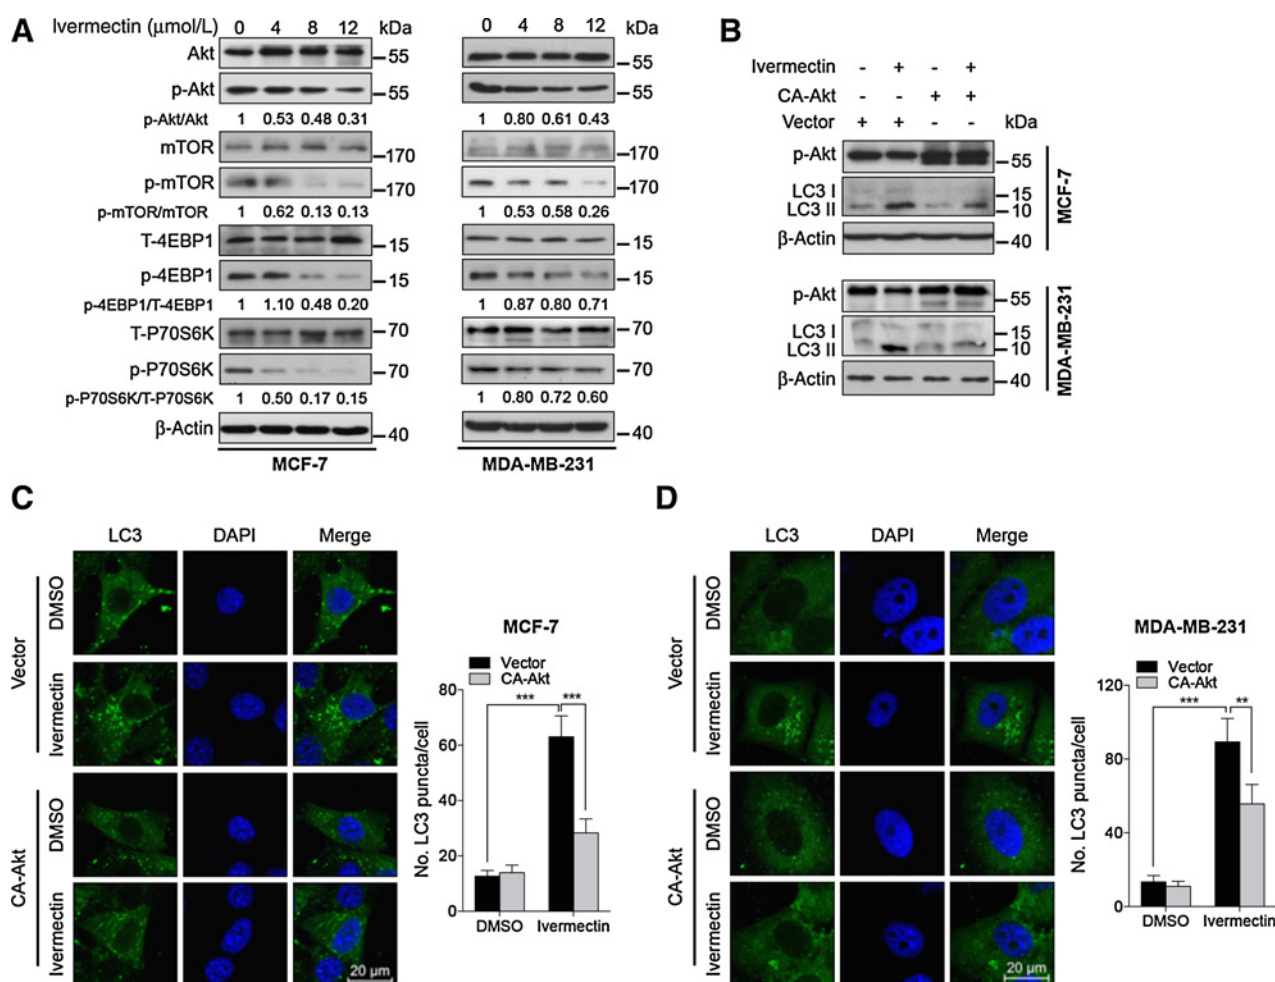 A
Ivermectin (μmol/L) 0 4 8 12 kDa 0 4 8 12 kDa
Akt 55 55
p-Akt 55 55
p-Akt/Akt 1 0.53 0.48 0.31 1 0.80 0.61 0.43
mTOR 170 170
p-mTOR 170 170
p-mTOR/mTOR 1 0.62 0.13 0.13 1 0.53 0.58 0.26
T-4EBP1 15 15
p-4EBP1 15 15
p-4EBP1/T-4EBP1 1 1.10 0.48 0.20 1 0.87 0.80 0.71
T-P70S6K 70 70
p-P70S6K 70 70
p-P70S6K/T-P70S6K 1 0.50 0.17 0.15 1 0.80 0.72 0.60
β-Actin 40 40
MCF-7 MDA-MB-231
B
Ivermectin - + - +
CA-Akt - - + +
Vector + + - - kDa
p-Akt 55
LC3 I 15
LC3 II 10
β-Actin 40
MCF-7
p-Akt 55
LC3 I 15
LC3 II 10
β-Actin 40
MDA-MB-231
C
LC3 DAPI Merge
Vector
DMSO
Ivermectin
CA-Akt
DMSO
Ivermectin
20 μm
MCF-7
Vector
CA-Akt
No. LC3 puncta/cell
80
60
40
20
0
*** ***
DMSO Ivermectin
D
LC3 DAPI Merge
Vector
DMSO
Ivermectin
CA-Akt
DMSO
Ivermectin
20 μm
MDA-MB-231
Vector
CA-Akt
No. LC3 puncta/cell
120
80
40
0
*** **
DMSO Ivermectin